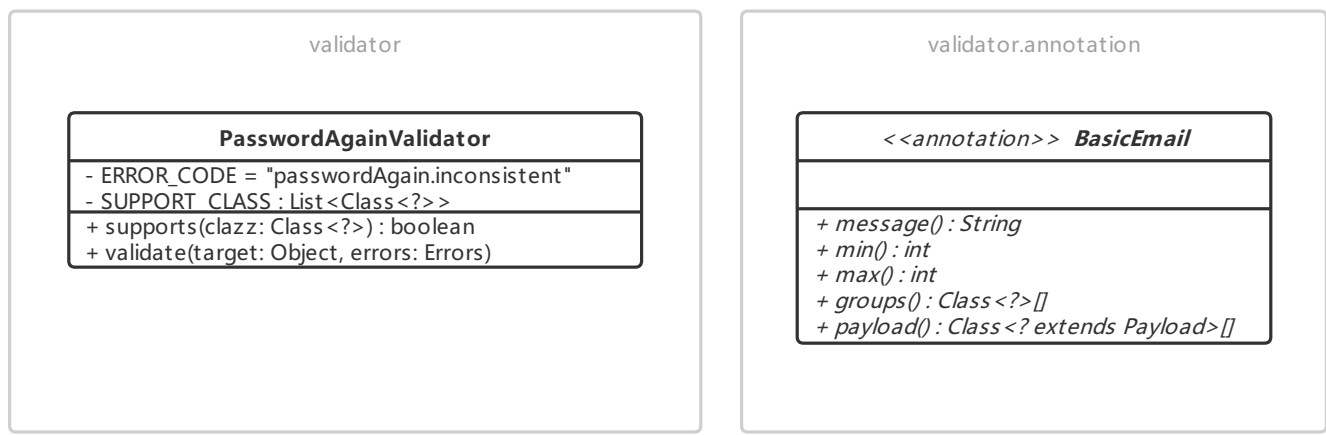 validator
PasswordAgainValidator
- ERROR_CODE = "passwordAgain.inconsistent"
- SUPPORT_CLASS : List<Class<?>>
+ supports(clazz: Class<?>) : boolean
+ validate(target: Object, errors: Errors)
validator.annotation
<<annotation>> BasicEmail
+ message() : String
+ min() : int
+ max() : int
+ groups() : Class<?>[]
+ payload() : Class<? extends Payload>[]